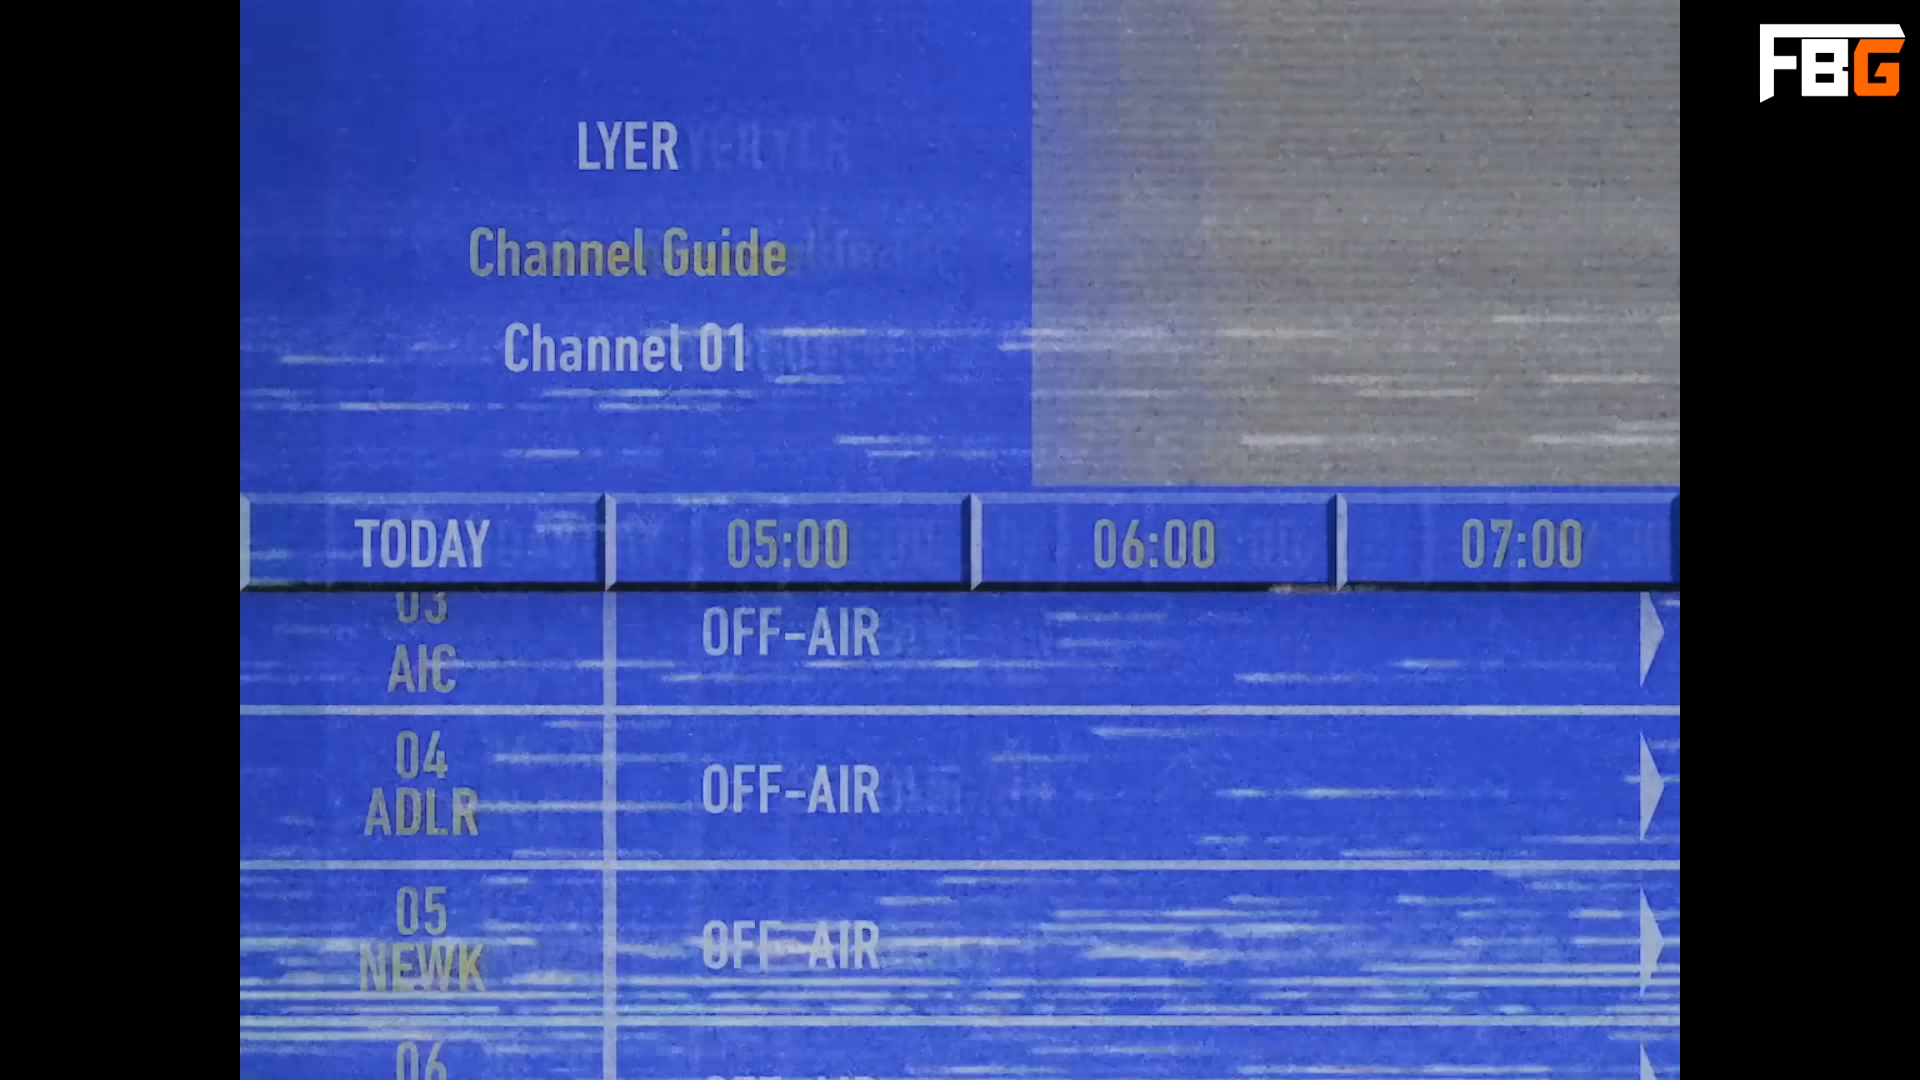 FBG
LYER
Channel Guide
Channel 01
TODAY 05:00 06:00 07:00
03
AIC
OFF-AIR
04
ADLR
OFF-AIR
05
NEWK
OFF-AIR
06